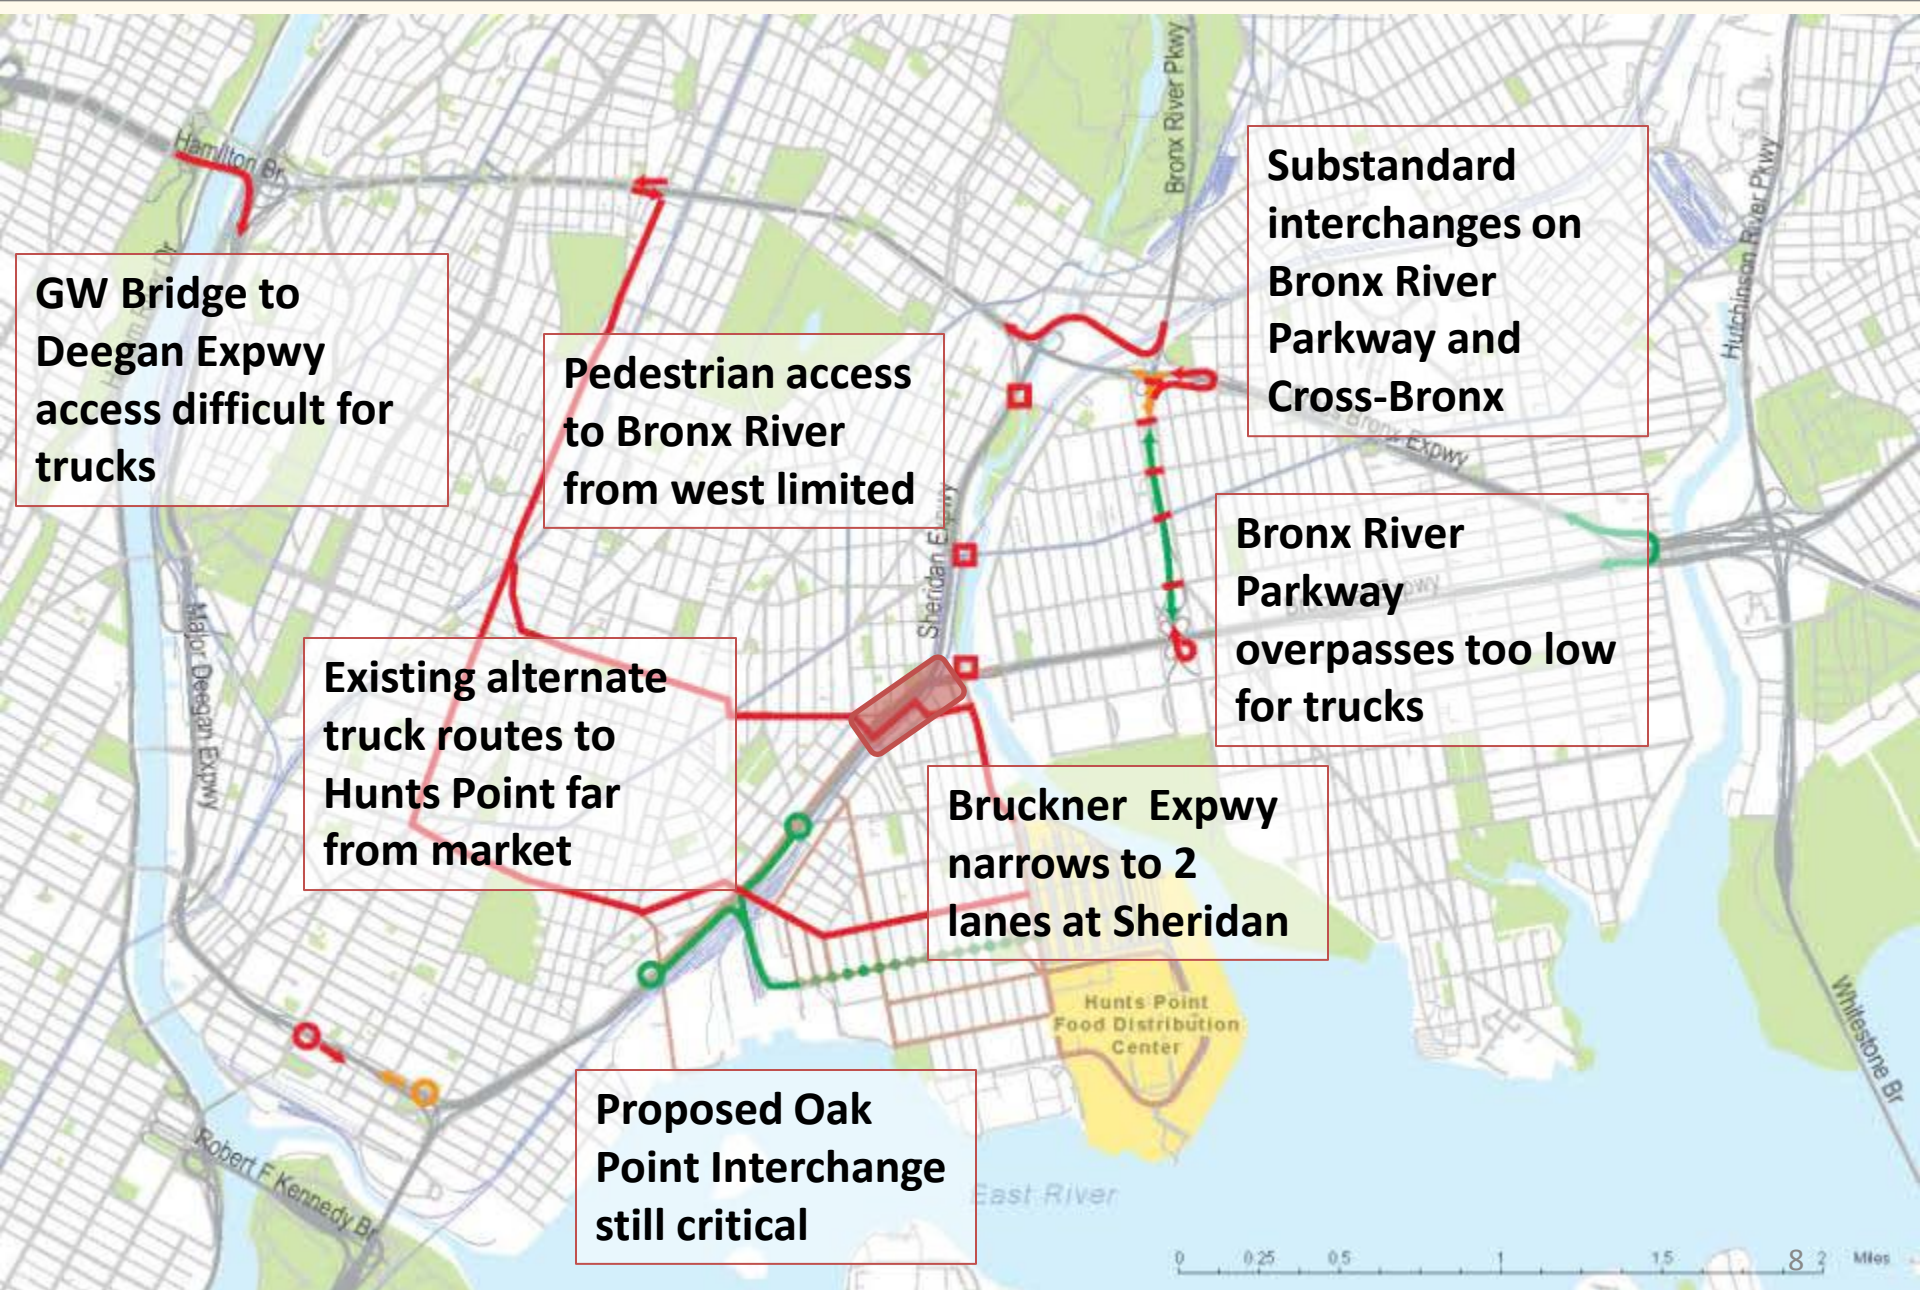 Bronx River Pkwy
Hamilton Br
Hutchinson River Pkwy
Substandard
interchanges on
Bronx River
Parkway and
Cross-Bronx
GW Bridge to
Deegan Expwy
access difficult for
trucks
Pedestrian access
to Bronx River
from west limited
Bronx Expwy
Sheridan Expwy
Bronx River
Parkway
overpasses too low
for trucks
Expwy
Major Deegan Expwy
Existing alternate
truck routes to
Hunts Point far
from market
Bruckner Expwy
narrows to 2
lanes at Sheridan
Hunts Point
Food Distribution
Center
Whitestone Br
Proposed Oak
Point Interchange
still critical
Robert F Kennedy Br
East River
0 0.25 0.5 1 1.5 2 Miles
8